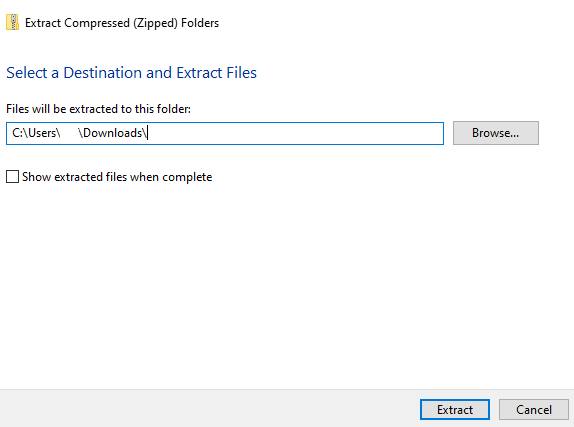 Extract Compressed (Zipped) Folders
Select a Destination and Extract Files
Files will be extracted to this folder:
C:\Users\      \Downloads\
Browse...
Show extracted files when complete
Extract
Cancel